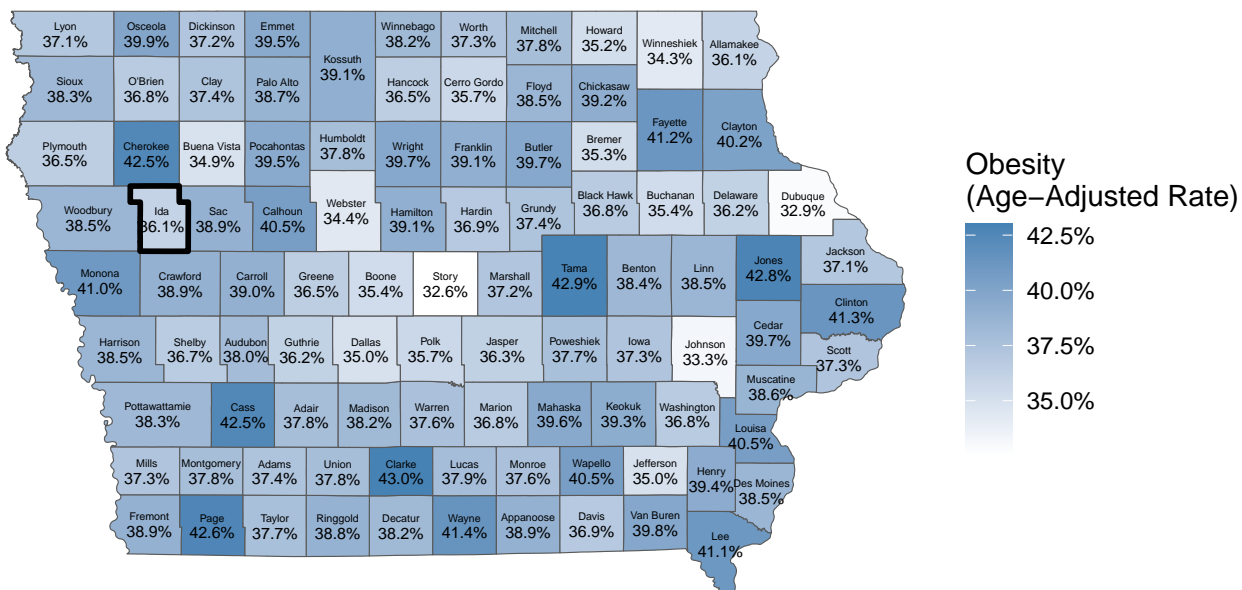 Lyon
37.1%
Osceola
39.9%
Dickinson
37.2%
Emmet
39.5%
Kossuth
39.1%
Winnebago
38.2%
Worth
37.3%
Mitchell
37.8%
Howard
35.2%
Winneshiek
34.3%
Allamakee
36.1%
Sioux
38.3%
O'Brien
36.8%
Clay
37.4%
Palo Alto
38.7%
Hancock
36.5%
Cerro Gordo
35.7%
Floyd
38.5%
Chickasaw
39.2%
Fayette
41.2%
Clayton
40.2%
Plymouth
36.5%
Cherokee
42.5%
Buena Vista
34.9%
Pocahontas
39.5%
Humboldt
37.8%
Wright
39.7%
Franklin
39.1%
Butler
39.7%
Bremer
35.3%
Woodbury
38.5%
Ida
36.1%
Sac
38.9%
Calhoun
40.5%
Webster
34.4%
Hamilton
39.1%
Hardin
36.9%
Grundy
37.4%
Black Hawk
36.8%
Buchanan
35.4%
Delaware
36.2%
Dubuque
32.9%
Monona
41.0%
Crawford
38.9%
Carroll
39.0%
Greene
36.5%
Boone
35.4%
Story
32.6%
Marshall
37.2%
Tama
42.9%
Benton
38.4%
Linn
38.5%
Jones
42.8%
Jackson
37.1%
Clinton
41.3%
Harrison
38.5%
Shelby
36.7%
Audubon
38.0%
Guthrie
36.2%
Dallas
35.0%
Polk
35.7%
Jasper
36.3%
Poweshiek
37.7%
Iowa
37.3%
Johnson
33.3%
Cedar
39.7%
Scott
37.3%
Muscatine
38.6%
Pottawattamie
38.3%
Cass
42.5%
Adair
37.8%
Madison
38.2%
Warren
37.6%
Marion
36.8%
Mahaska
39.6%
Keokuk
39.3%
Washington
36.8%
Louisa
40.5%
Mills
37.3%
Montgomery
37.8%
Adams
37.4%
Union
37.8%
Clarke
43.0%
Lucas
37.9%
Monroe
37.6%
Wapello
40.5%
Jefferson
35.0%
Henry
39.4%
Des Moines
38.5%
Fremont
38.9%
Page
42.6%
Taylor
37.7%
Ringgold
38.8%
Decatur
38.2%
Wayne
41.4%
Appanoose
38.9%
Davis
36.9%
Van Buren
39.8%
Lee
41.1%
Obesity
(Age−Adjusted Rate)
42.5%
40.0%
37.5%
35.0%